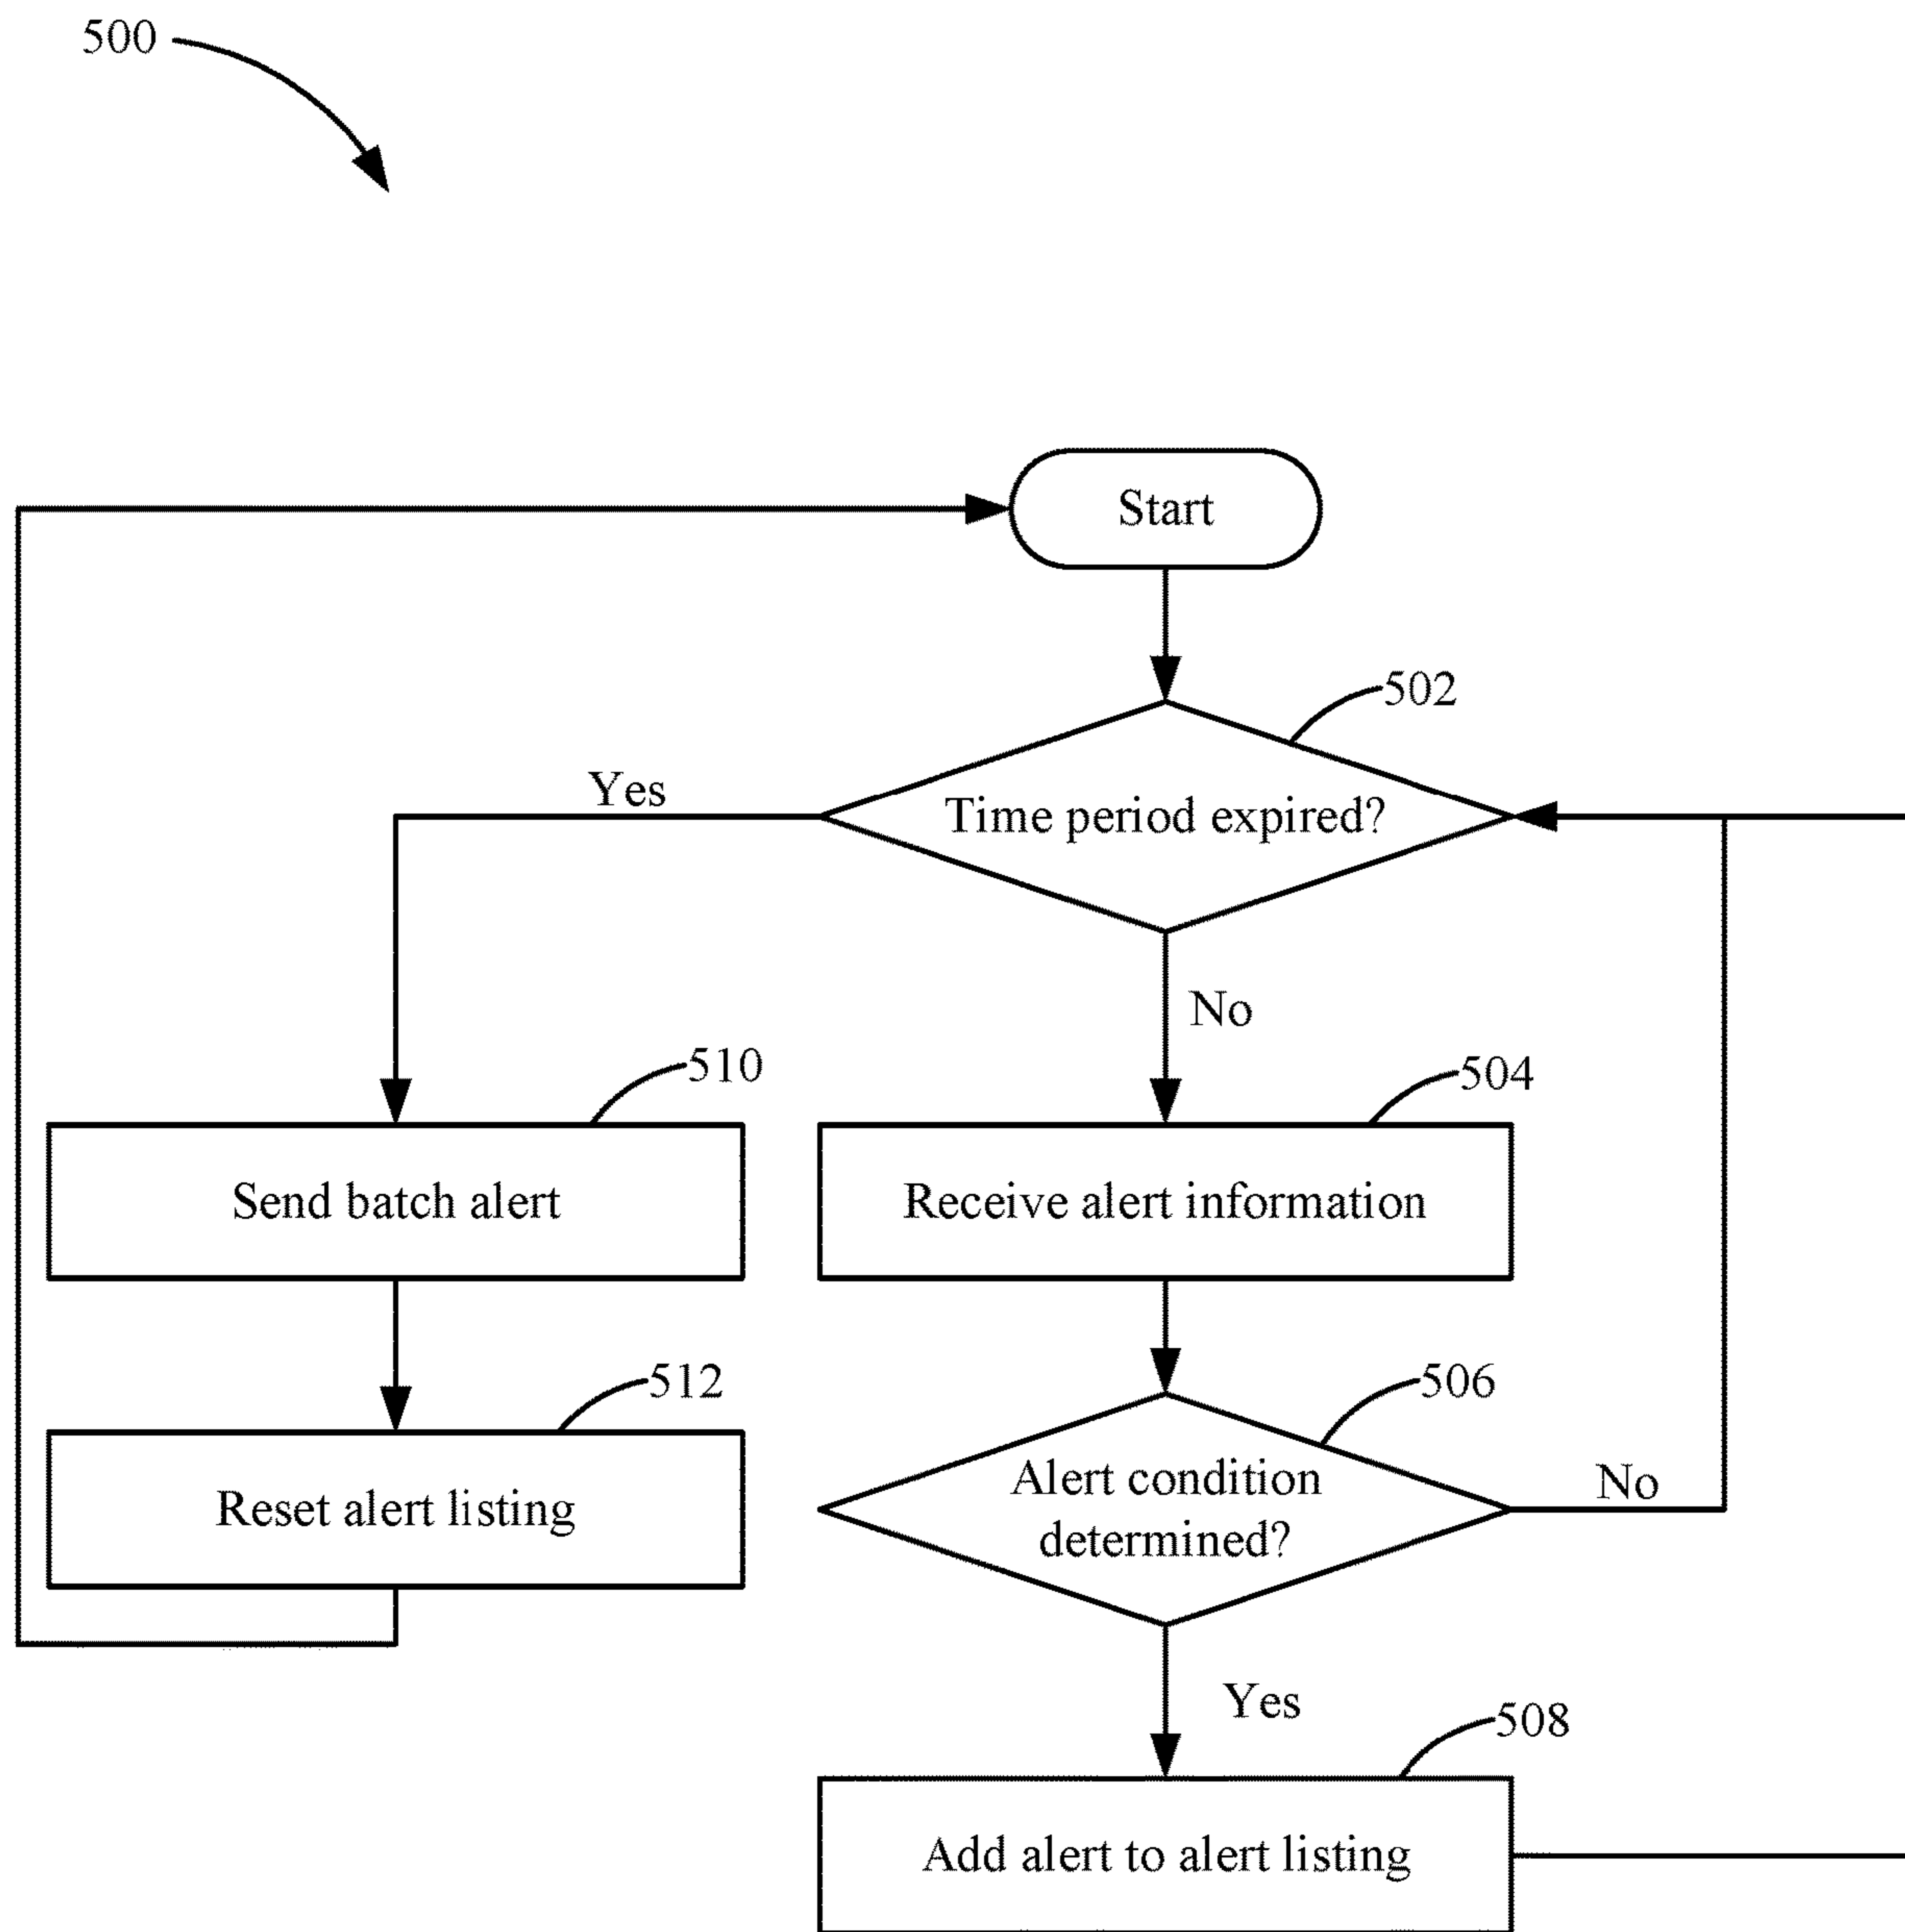 500
Start
502
Time period expired?
Yes
No
510
504
Send batch alert
Receive alert information
512
506
Reset alert listing
Alert condition
determined?
No
Yes
508
Add alert to alert listing